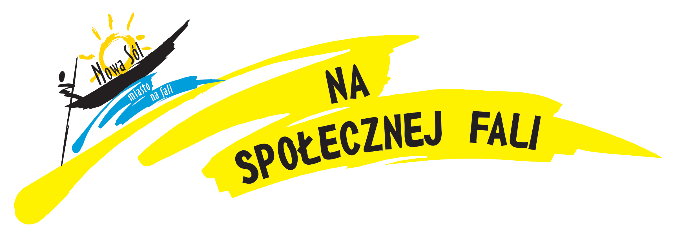 Nowa Sól
miasto
na fali
NA
SPOŁECZNEJ FALI